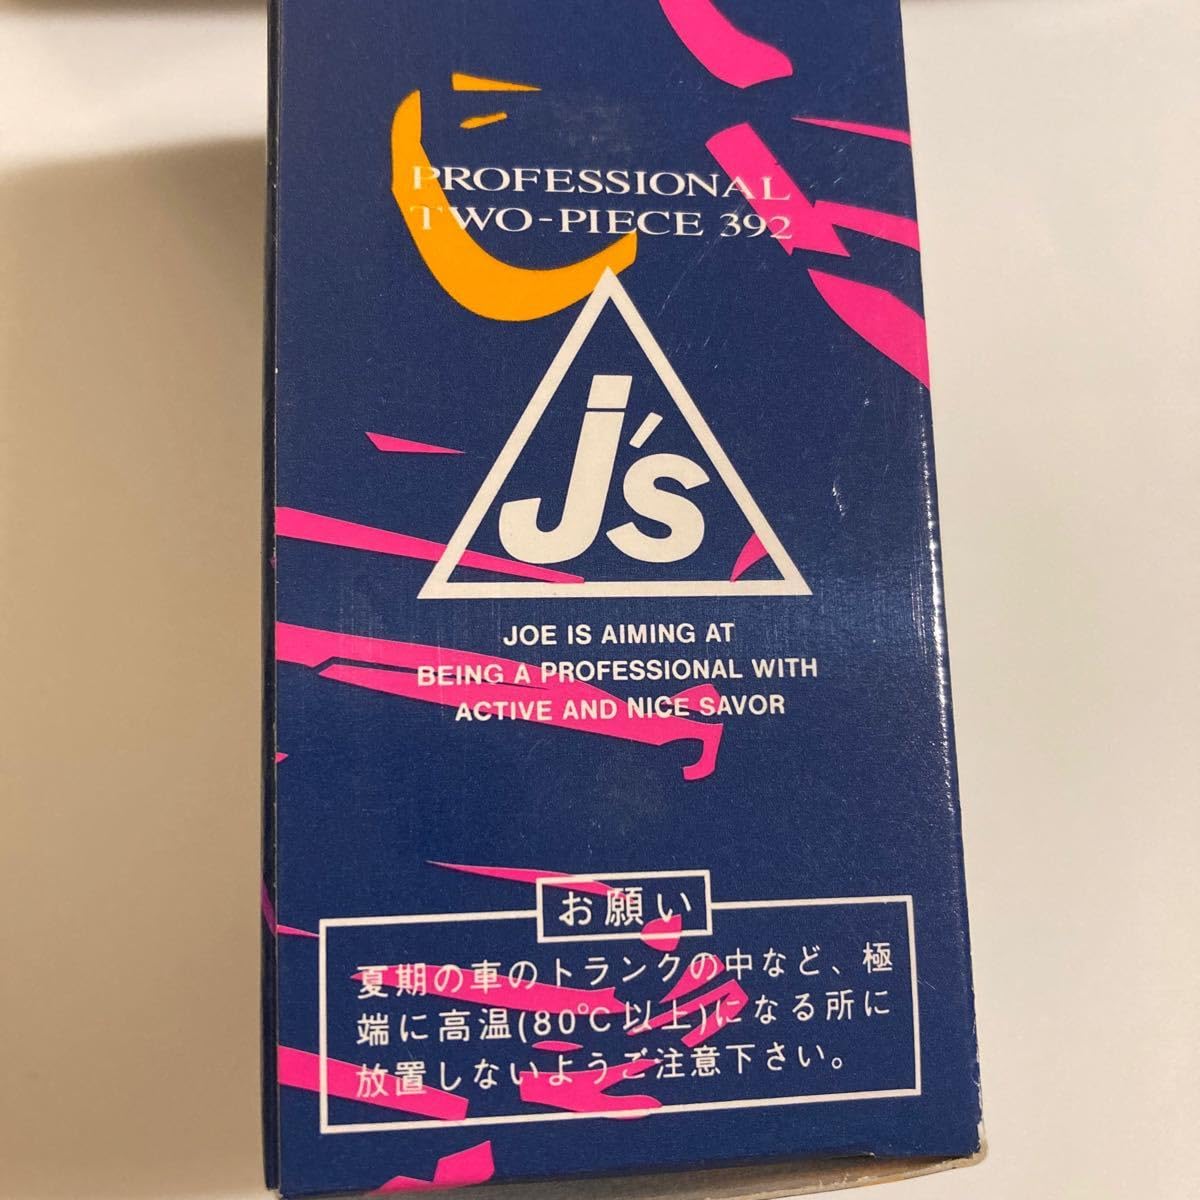 PROFESSIONAL
TWO-PIECE 392
j's
JOE IS AIMING AT
BEING A PROFESSIONAL WITH
ACTIVE AND NICE SAVOR
お願い
夏期の車のトランクの中など、極
端に高温(80℃以上)になる所に
放置しないようご注意下さい。